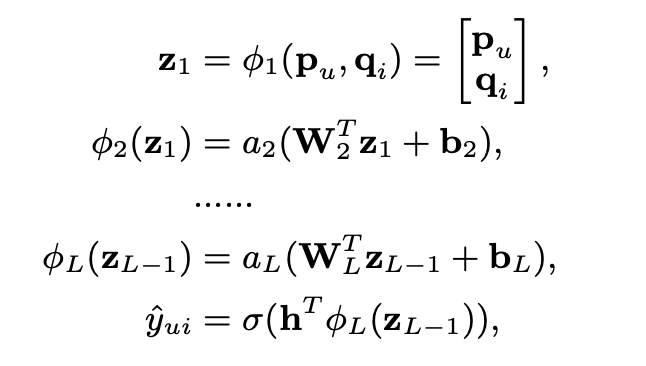 z₁ = ϕ₁(pᵤ, qᵢ) = [pᵤ qᵢ],
ϕ₂(z₁) = a₂(W₂ᵀz₁ + b₂),
......
ϕ_L(z_{L−1}) = a_L(W_Lᵀz_{L−1} + b_L),
ŷᵤᵢ = σ(hᵀϕ_L(z_{L−1})),